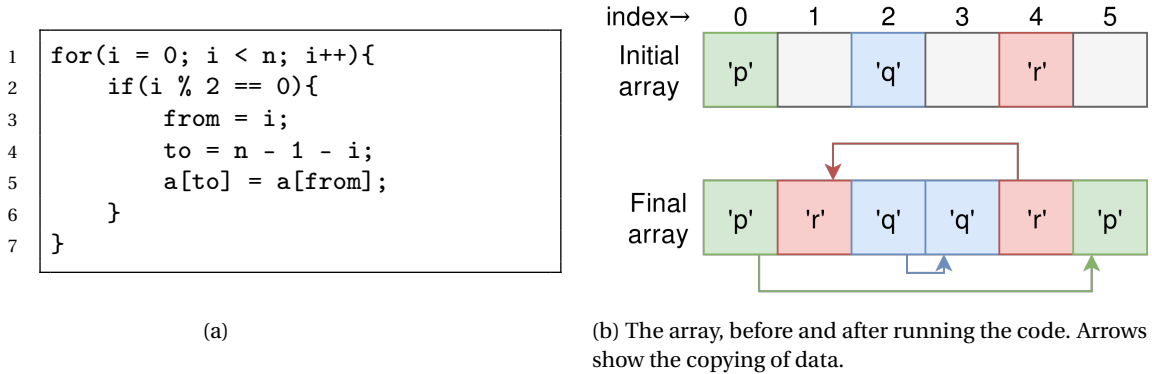 1 for(i = 0; i < n; i++){
2     if(i % 2 == 0){
3         from = i;
4         to = n - 1 - i;
5         a[to] = a[from];
6     }
7 }
(a)
index→ 0 1 2 3 4 5
Initial
array
'p' 'q' 'r'
Final
array
'p' 'r' 'q' 'q' 'r' 'p'
(b) The array, before and after running the code. Arrows
show the copying of data.